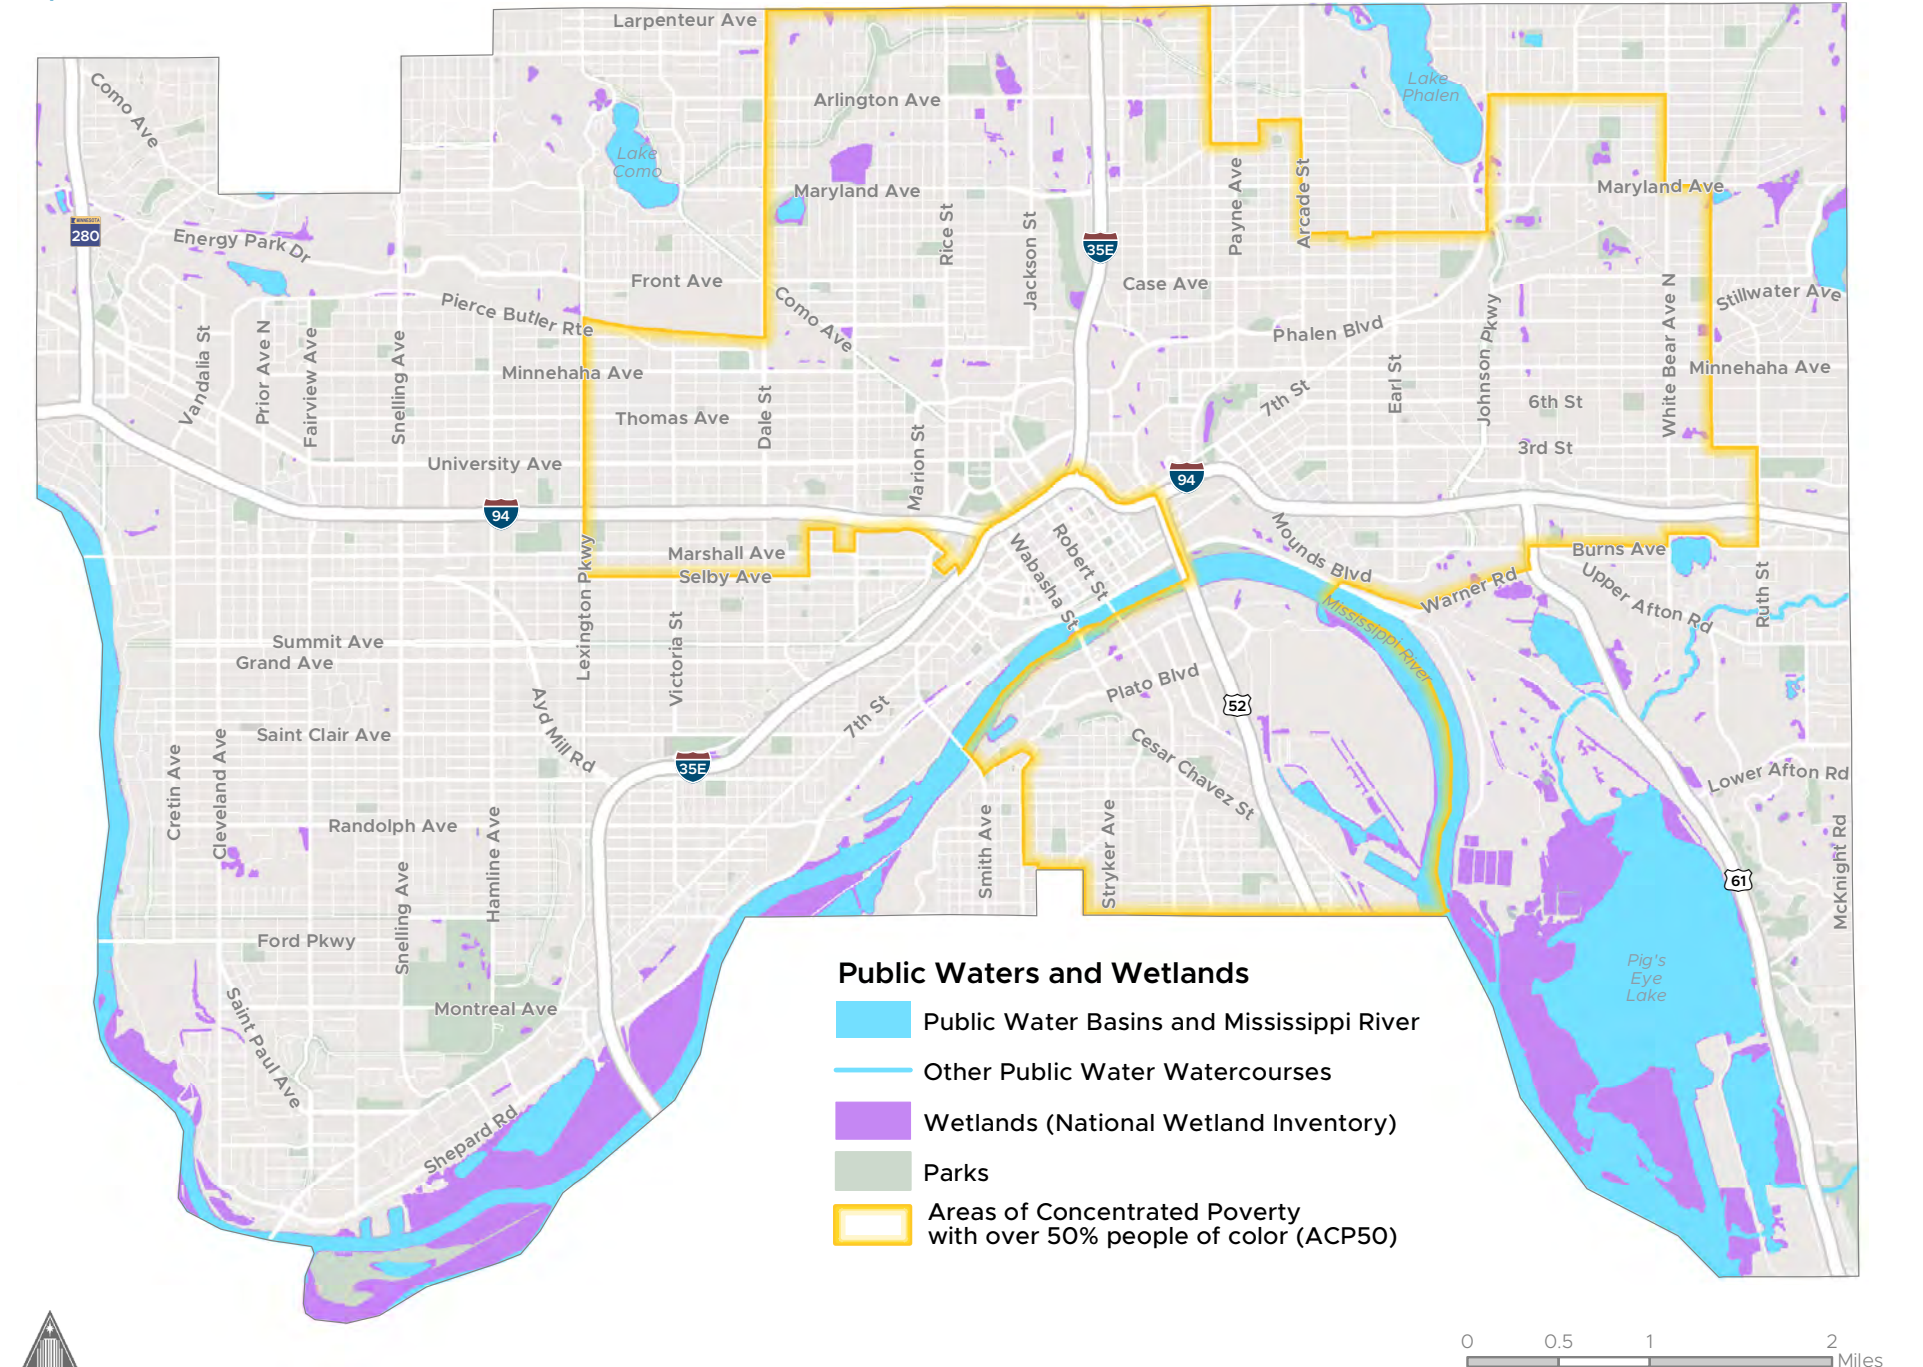 Larpenteur Ave
Como Ave
Arlington Ave
Lake
Phalen
Lake
Como
Maryland Ave
Maryland Ave
MINNESOTA
280
Energy Park Dr
Rice St
Jackson St
35E
Payne Ave
Arcade St
Front Ave
Case Ave
Stillwater Ave
Pierce Butler Rte
Como Ave
Phalen Blvd
Vandalia St
Prior Ave N
Fairview Ave
Snelling Ave
Minnehaha Ave
Dale St
Earl St
Johnson Pkwy
White Bear Ave N
Minnehaha Ave
Thomas Ave
7th St
6th St
Marion St
University Ave
3rd St
94
94
Marshall Ave
Selby Ave
Lexington Pkwy
Wabasha St
Robert St
Mounds Blvd
Burns Ave
Warner Rd
Upper Afton Rd
Ruth St
Mississippi River
Summit Ave
Grand Ave
Victoria St
Ayd Mill Rd
7th St
Plato Blvd
52
Saint Clair Ave
35E
Cesar Chavez St
Lower Afton Rd
Cretin Ave
Cleveland Ave
Randolph Ave
Hamline Ave
Snelling Ave
Smith Ave
Stryker Ave
61
McKnight Rd
Ford Pkwy
Pig's
Eye
Lake
Saint Paul Ave
Montreal Ave
Shepard Rd
Public Waters and Wetlands
Public Water Basins and Mississippi River
Other Public Water Watercourses
Wetlands (National Wetland Inventory)
Parks
Areas of Concentrated Poverty
with over 50% people of color (ACP50)
0 0.5 1 2
Miles